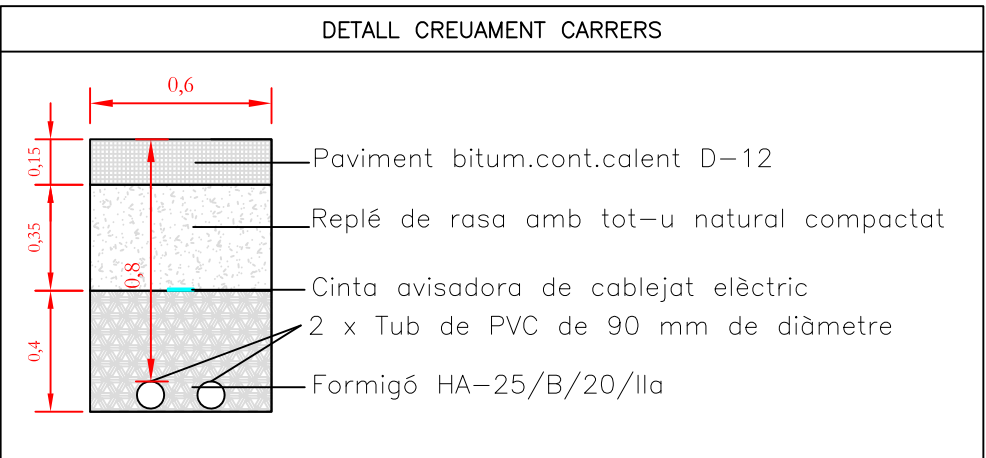 DETALL CREUAMENT CARRERS
0,6
0,15
Paviment bitum.cont.calent D-12
0,35
Replé de rasa amb tot-u natural compactat
0,8
Cinta avisadora de cablejat elèctric
2 x Tub de PVC de 90 mm de diàmetre
0,4
Formigó HA-25/B/20/IIa